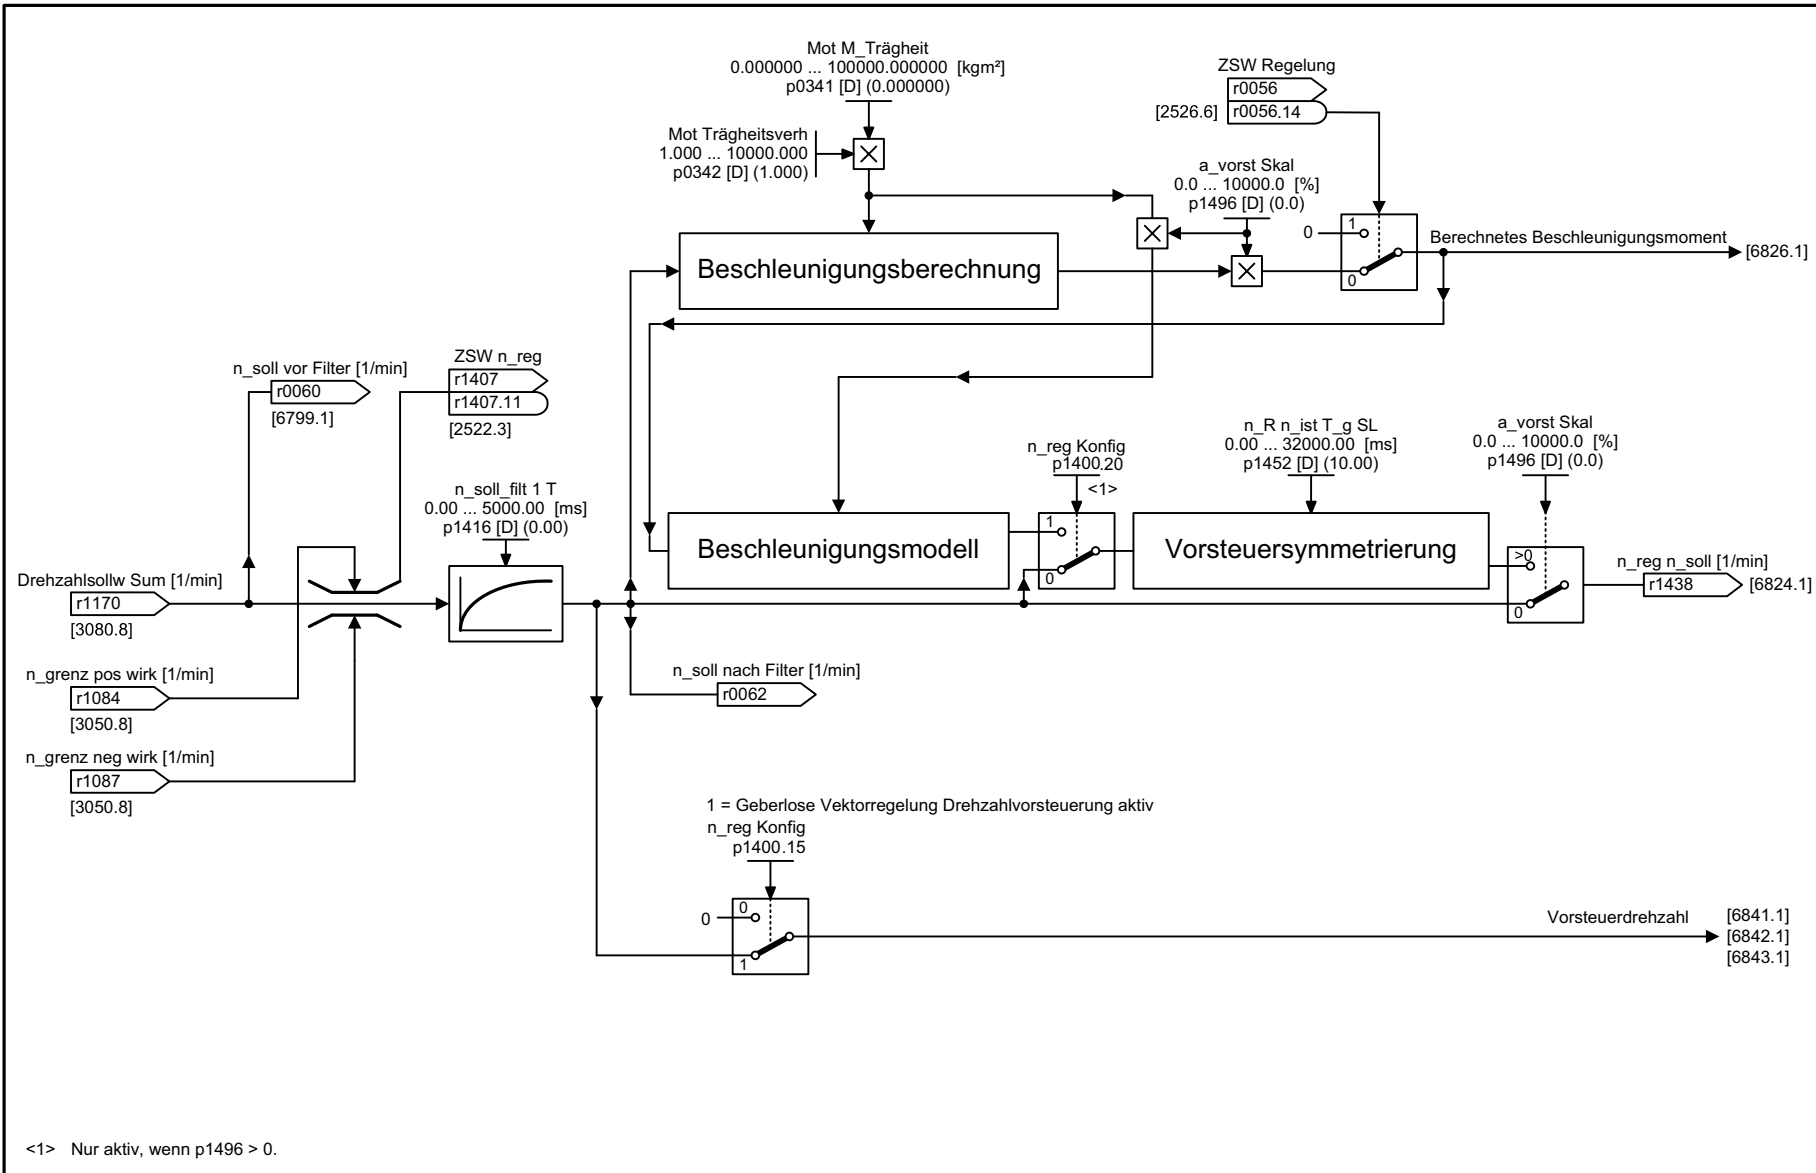 Mot M_Trägheit
0.000000 ... 100000.000000 [kgm²]
p0341 [D] (0.000000)
Mot Trägheitsverh
1.000 ... 10000.000
p0342 [D] (1.000)
ZSW Regelung
r0056
[2526.6] r0056.14
a_vorst Skal
0.0 ... 10000.0 [%]
p1496 [D] (0.0)
0
1
0
Beschleunigungsberechnung
Berechnetes Beschleunigungsmoment
[6826.1]
n_soll vor Filter [1/min]
r0060
[6799.1]
ZSW n_reg
r1407
r1407.11
[2522.3]
n_soll_filt 1 T
0.00 ... 5000.00 [ms]
p1416 [D] (0.00)
n_reg Konfig
p1400.20
<1>
n_R n_ist T_g SL
0.00 ... 32000.00 [ms]
p1452 [D] (10.00)
a_vorst Skal
0.0 ... 10000.0 [%]
p1496 [D] (0.0)
Beschleunigungsmodell
1
0
Vorsteuersymmetrierung
>0
0
n_reg n_soll [1/min]
r1438 [6824.1]
Drehzahlsollw Sum [1/min]
r1170
[3080.8]
n_grenz pos wirk [1/min]
r1084
[3050.8]
n_grenz neg wirk [1/min]
r1087
[3050.8]
n_soll nach Filter [1/min]
r0062
1 = Geberlose Vektorregelung Drehzahlvorsteuerung aktiv
n_reg Konfig
p1400.15
0
0
1
Vorsteuerdrehzahl
[6841.1]
[6842.1]
[6843.1]
<1> Nur aktiv, wenn p1496 > 0.